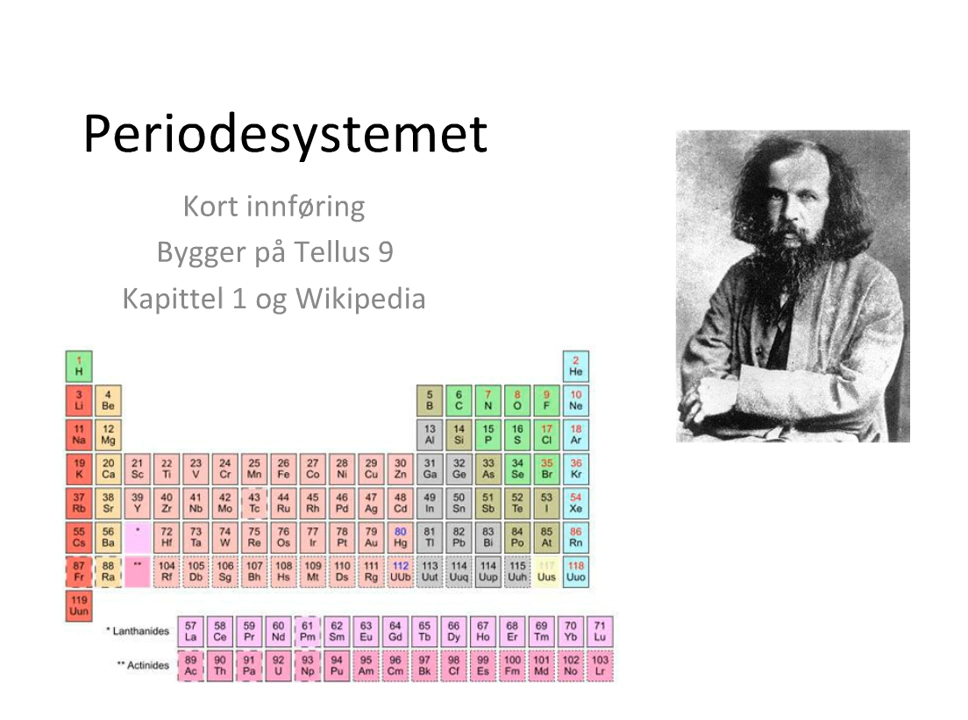 Periodesystemet
Kort innføring
Bygger på Tellus 9
Kapittel 1 og Wikipedia
1 2
H He
3 4 5 6 7 8 9 10
Li Be B C N O F Ne
11 12 13 14 15 16 17 18
Na Mg Al Si P S Cl Ar
19 20 21 22 23 24 25 26 27 28 29 30 31 32 33 34 35 36
K Ca Sc Ti V Cr Mn Fe Co Ni Cu Zn Ga Ge As Se Br Kr
37 38 39 40 41 42 43 44 45 46 47 48 49 50 51 52 53 54
Rb Sr Y Zr Nb Mo Tc Ru Rh Pd Ag Cd In Sn Sb Te I Xe
55 56 * 72 73 74 75 76 77 78 79 80 81 82 83 84 85 86
Cs Ba Hf Ta W Re Os Ir Pt Au Hg Tl Pb Bi Po At Rn
87 88 ** 104 105 106 107 108 109 110 111 112 113 114 115 116 117 118
Fr Ra Rf Db Sg Bh Hs Mt Ds Rg UUb Uut Uuq Uup Uuh Uus Uuo
119
Uun
* Lanthanides 57 58 59 60 61 62 63 64 65 66 67 68 69 70 71
La Ce Pr Nd Pm Sm Eu Gd Tb Dy Ho Er Tm Yb Lu
** Actinides 89 90 91 92 93 94 95 96 97 98 99 100 101 102 103
Ac Th Pa U Np Pu Am Cm Bk Cf Es Fm Md No Lr